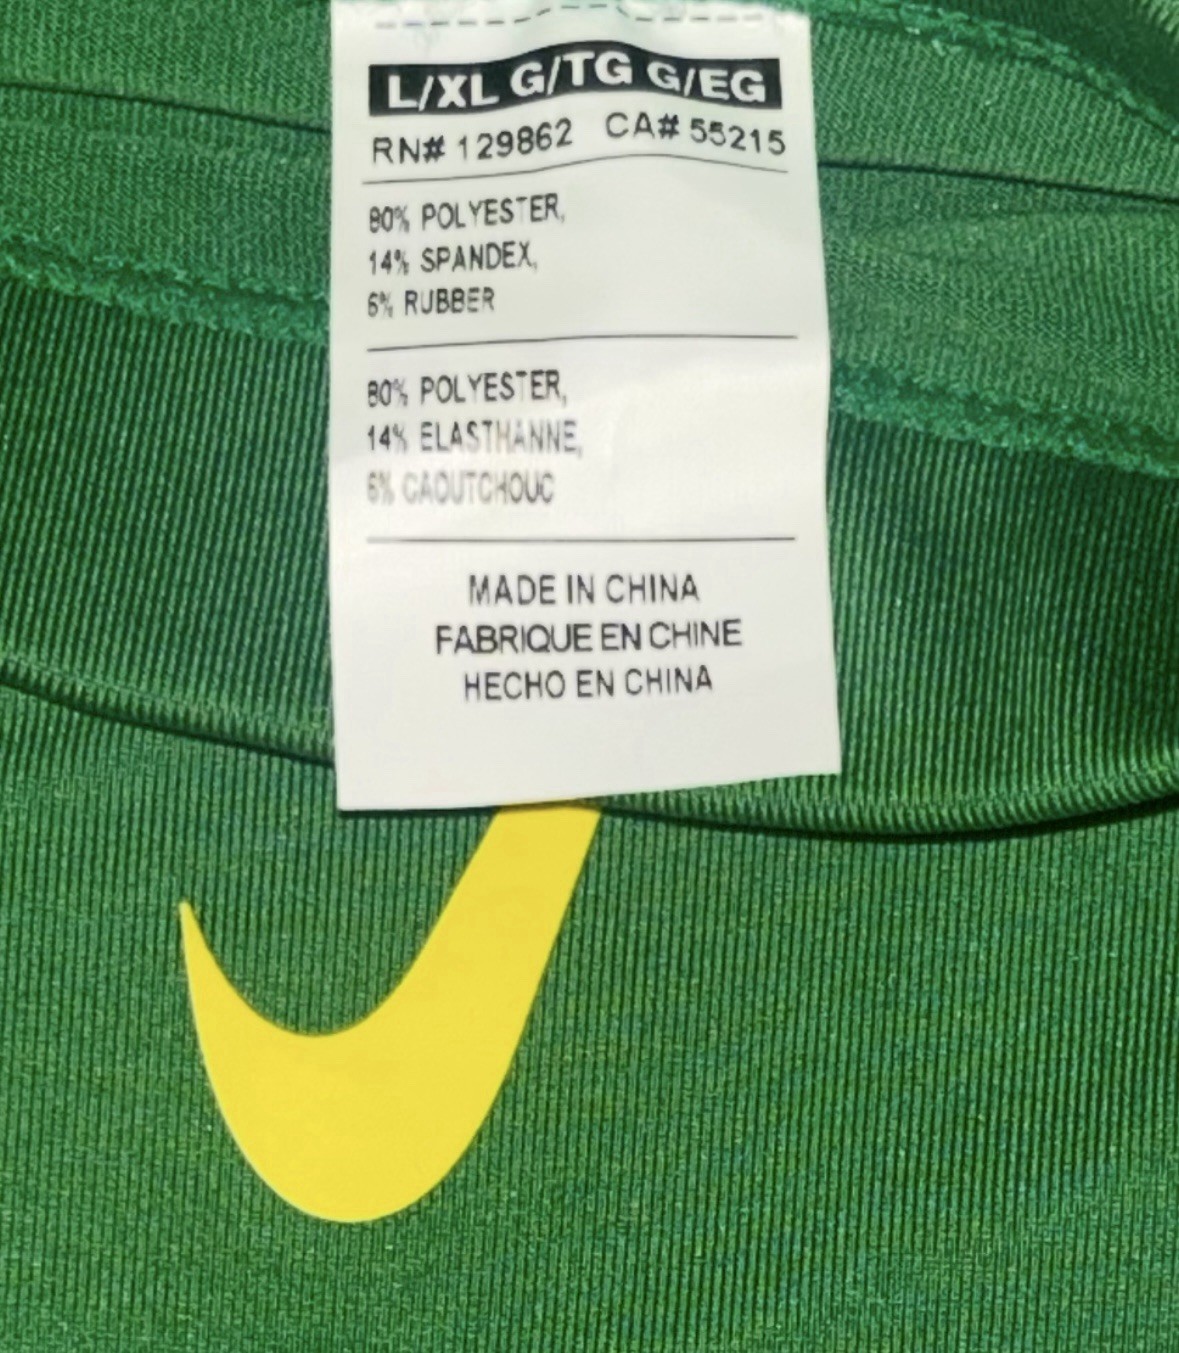 L/XL G/TG G/EG
RN# 129862 CA# 55215
80% POLYESTER,
14% SPANDEX,
6% RUBBER
80% POLYESTER,
14% ELASTHANNE,
6% CAOUTCHOUC
MADE IN CHINA
FABRIQUE EN CHINE
HECHO EN CHINA